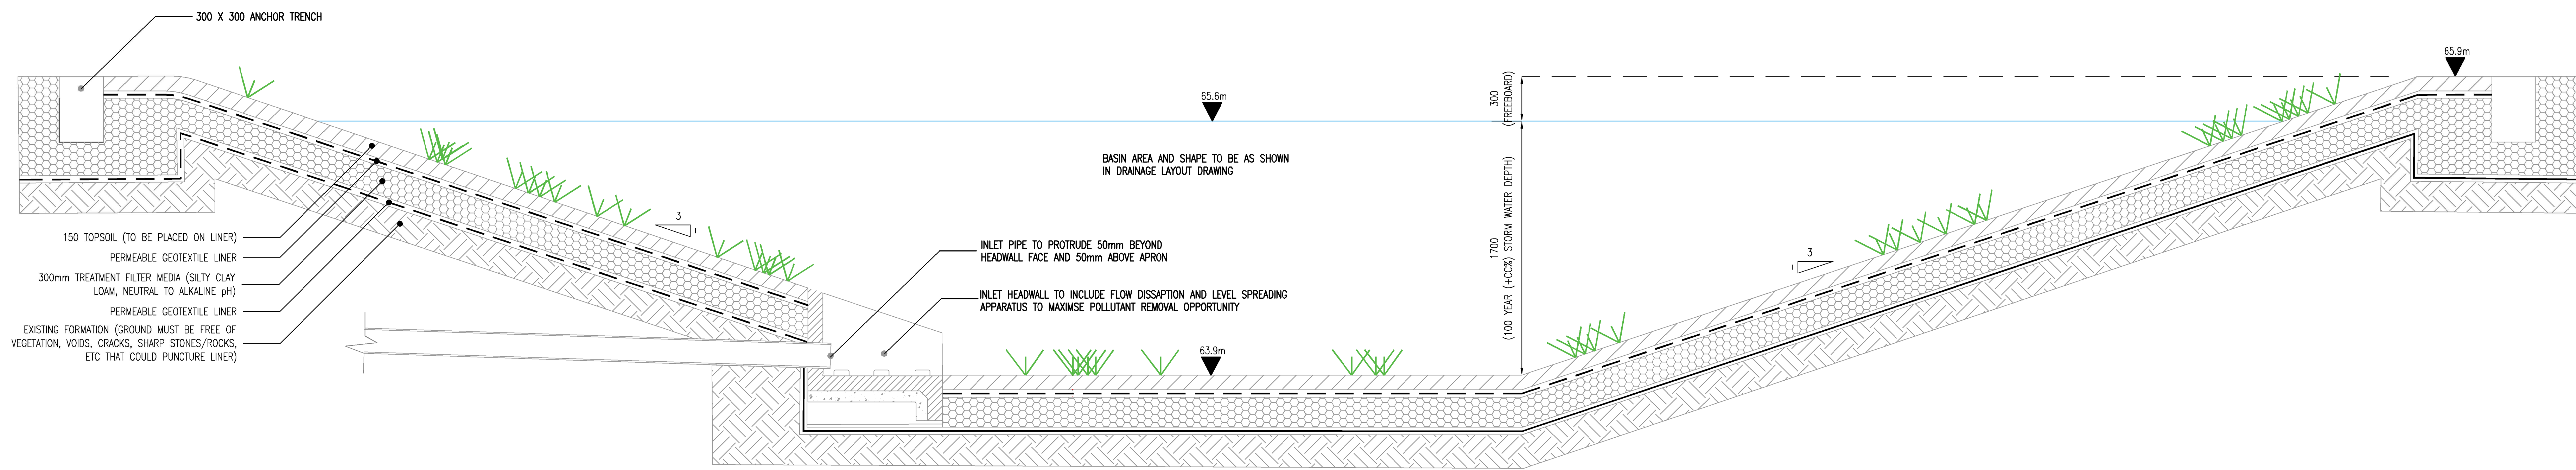 300 X 300 ANCHOR TRENCH
65.9m
65.6m
300
(FREEBOARD)
BASIN AREA AND SHAPE TO BE AS SHOWN
IN DRAINAGE LAYOUT DRAWING
1700
(100 YEAR (+CC%) STORM WATER DEPTH)
3
1
3
1
150 TOPSOIL (TO BE PLACED ON LINER)
PERMEABLE GEOTEXTILE LINER
300mm TREATMENT FILTER MEDIA (SILTY CLAY
LOAM, NEUTRAL TO ALKALINE pH)
PERMEABLE GEOTEXTILE LINER
EXISTING FORMATION (GROUND MUST BE FREE OF
VEGETATION, VOIDS, CRACKS, SHARP STONES/ROCKS,
ETC THAT COULD PUNCTURE LINER)
INLET PIPE TO PROTRUDE 50mm BEYOND
HEADWALL FACE AND 50mm ABOVE APRON
INLET HEADWALL TO INCLUDE FLOW DISSAPTION AND LEVEL SPREADING
APPARATUS TO MAXIMSE POLLUTANT REMOVAL OPPORTUNITY
63.9m